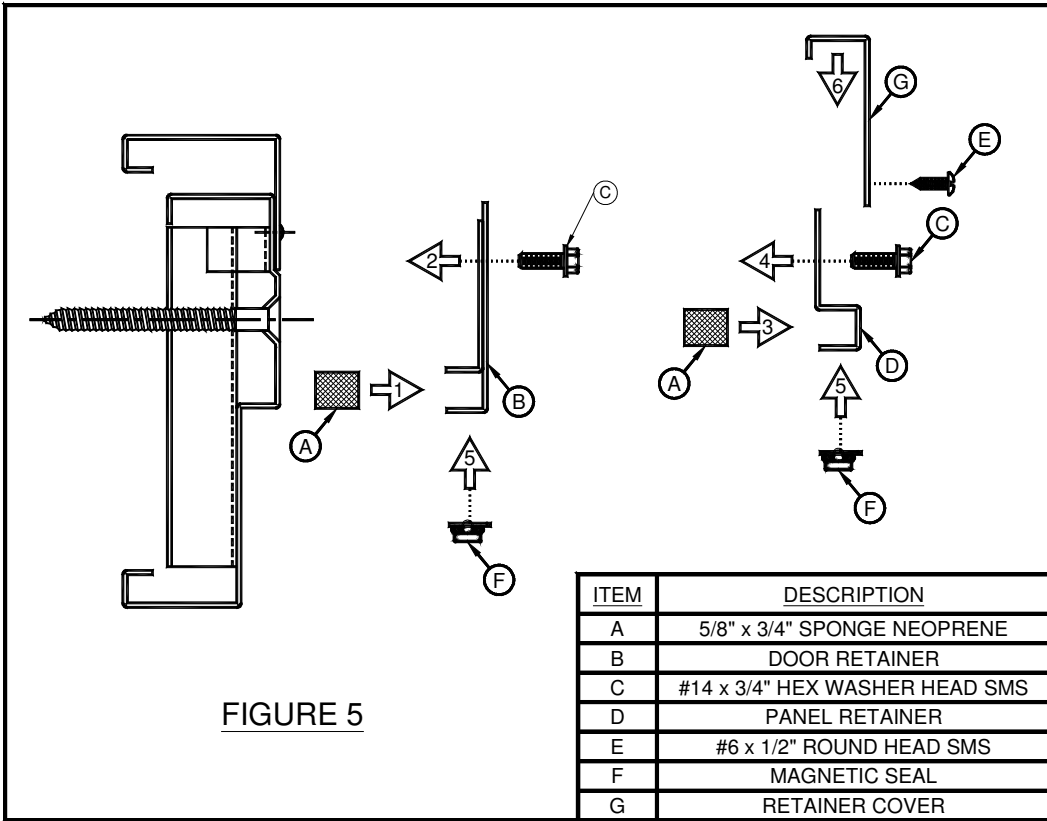 6
G
E
C
C
2
4
3
A
D
1
B
A
5
5
F
F
ITEM DESCRIPTION
A 5/8" x 3/4" SPONGE NEOPRENE
B DOOR RETAINER
C #14 x 3/4" HEX WASHER HEAD SMS
D PANEL RETAINER
E #6 x 1/2" ROUND HEAD SMS
F MAGNETIC SEAL
G RETAINER COVER
FIGURE 5